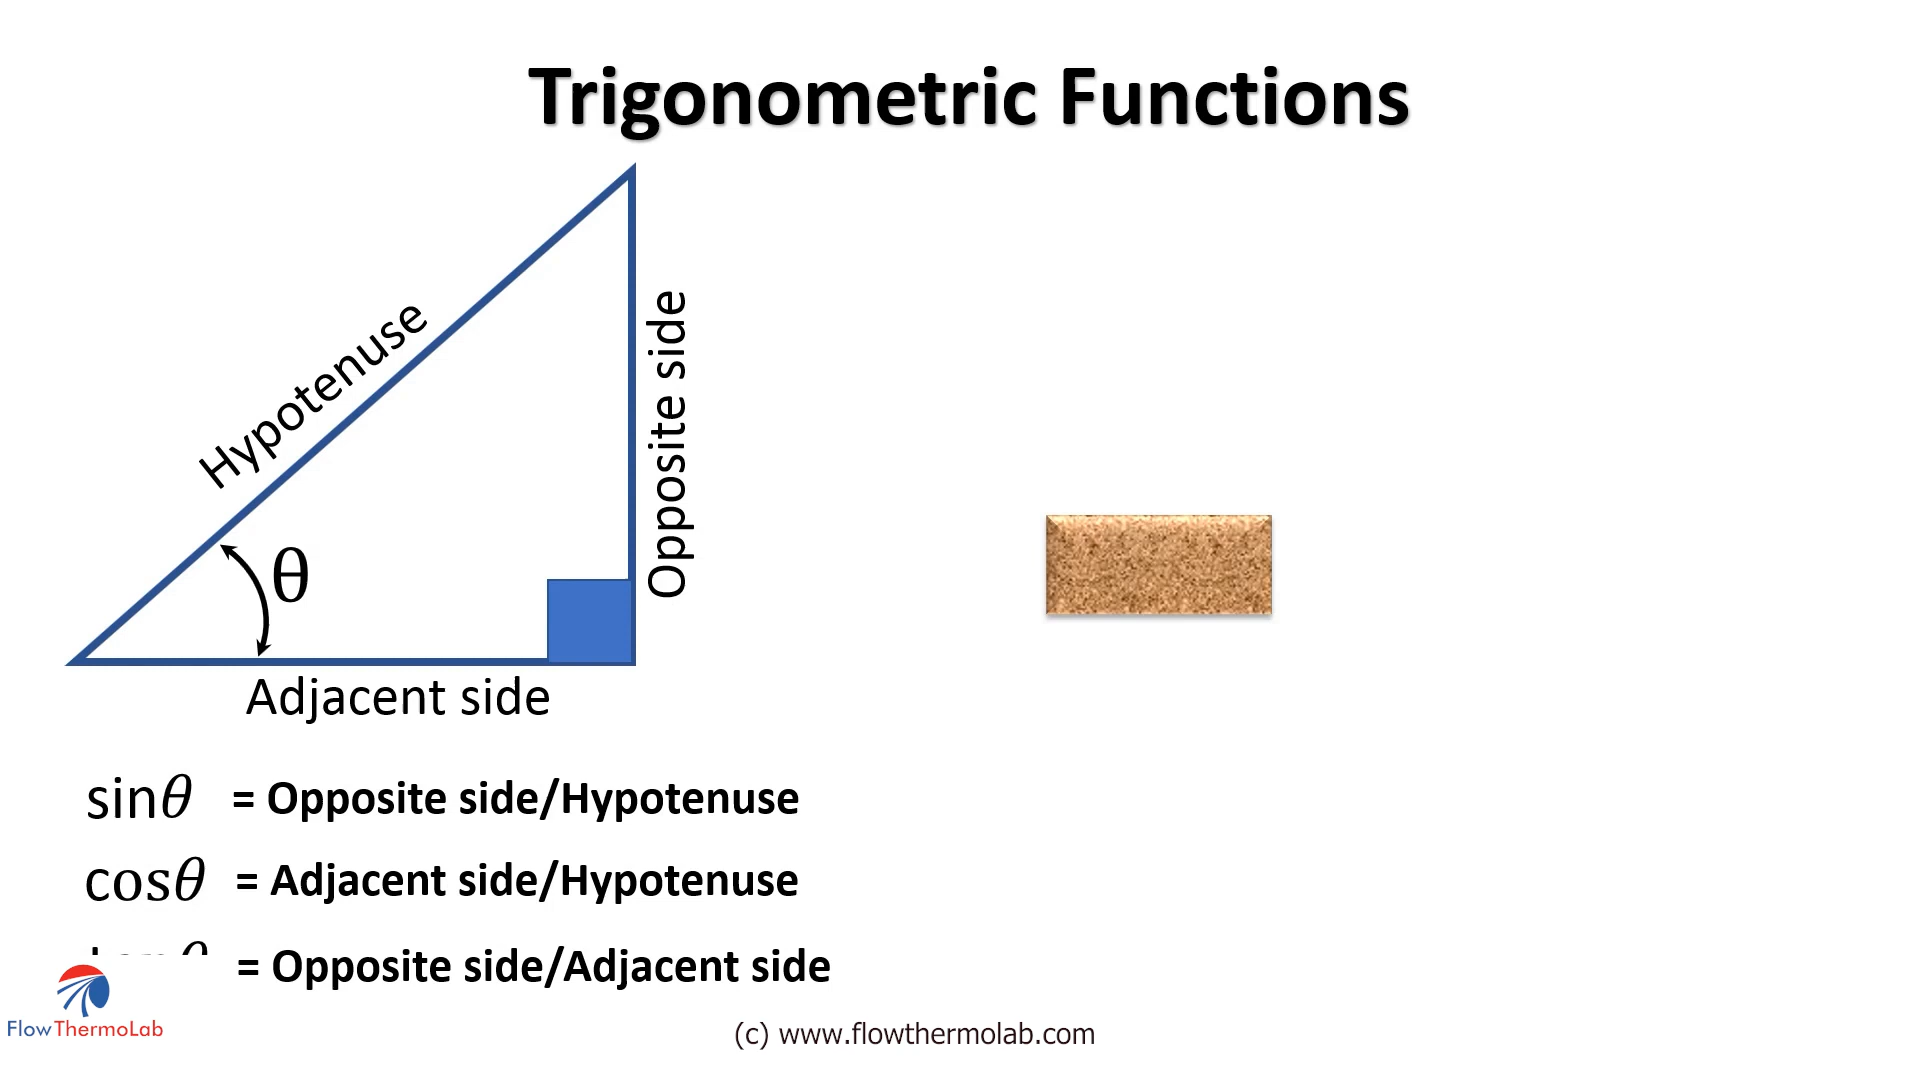 Trigonometric Functions
Hypotenuse
Opposite side
θ
Adjacent side
sinθ = Opposite side/Hypotenuse
cosθ = Adjacent side/Hypotenuse
= Opposite side/Adjacent side
FlowThermoLab
(c) www.flowthermolab.com